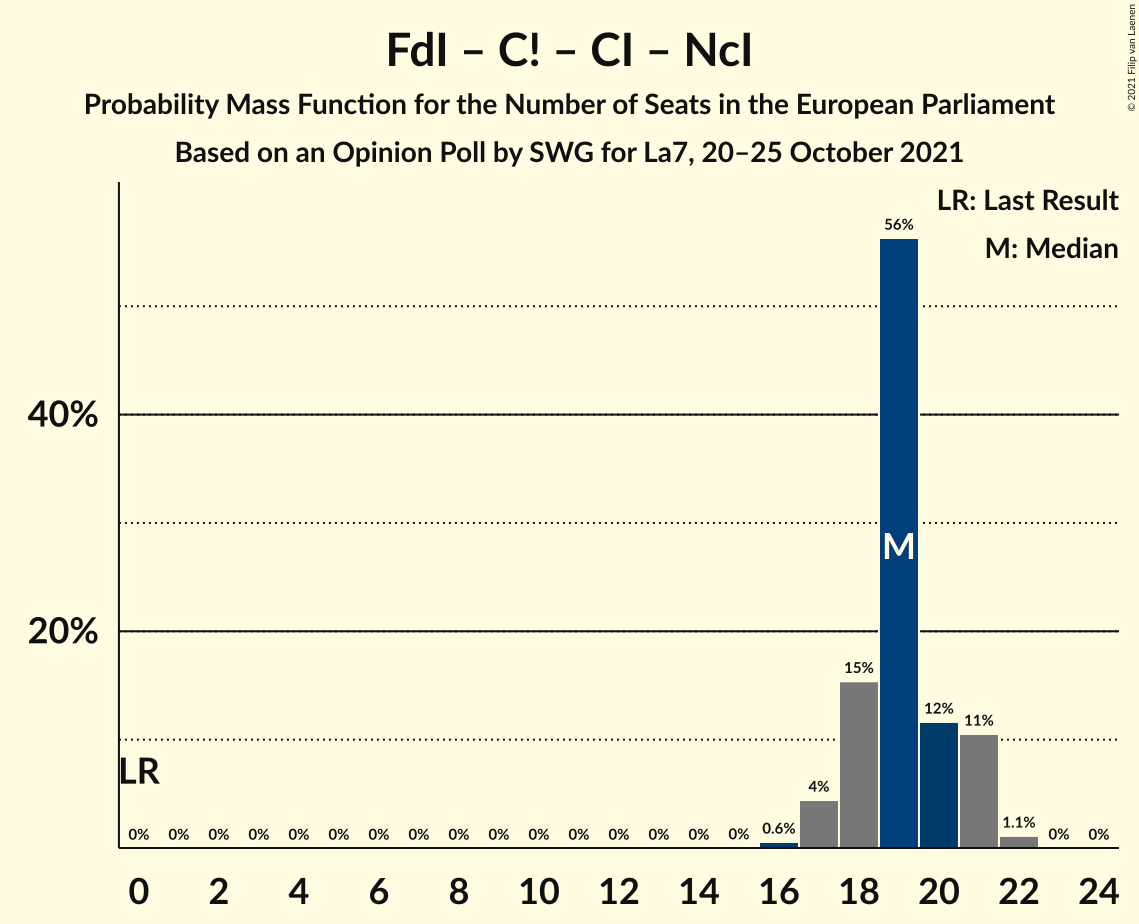 FdI – C! – CI – NcI
Probability Mass Function for the Number of Seats in the European Parliament
Based on an Opinion Poll by SWG for La7, 20–25 October 2021
© 2021 Filip van Laenen
LR: Last Result
M: Median
56%
40%
M
20%
15%
12%
11%
LR
4%
0% 0% 0% 0% 0% 0% 0% 0% 0% 0% 0% 0% 0% 0% 0% 0% 0.6% 1.1% 0% 0%
0 2 4 6 8 10 12 14 16 18 20 22 24